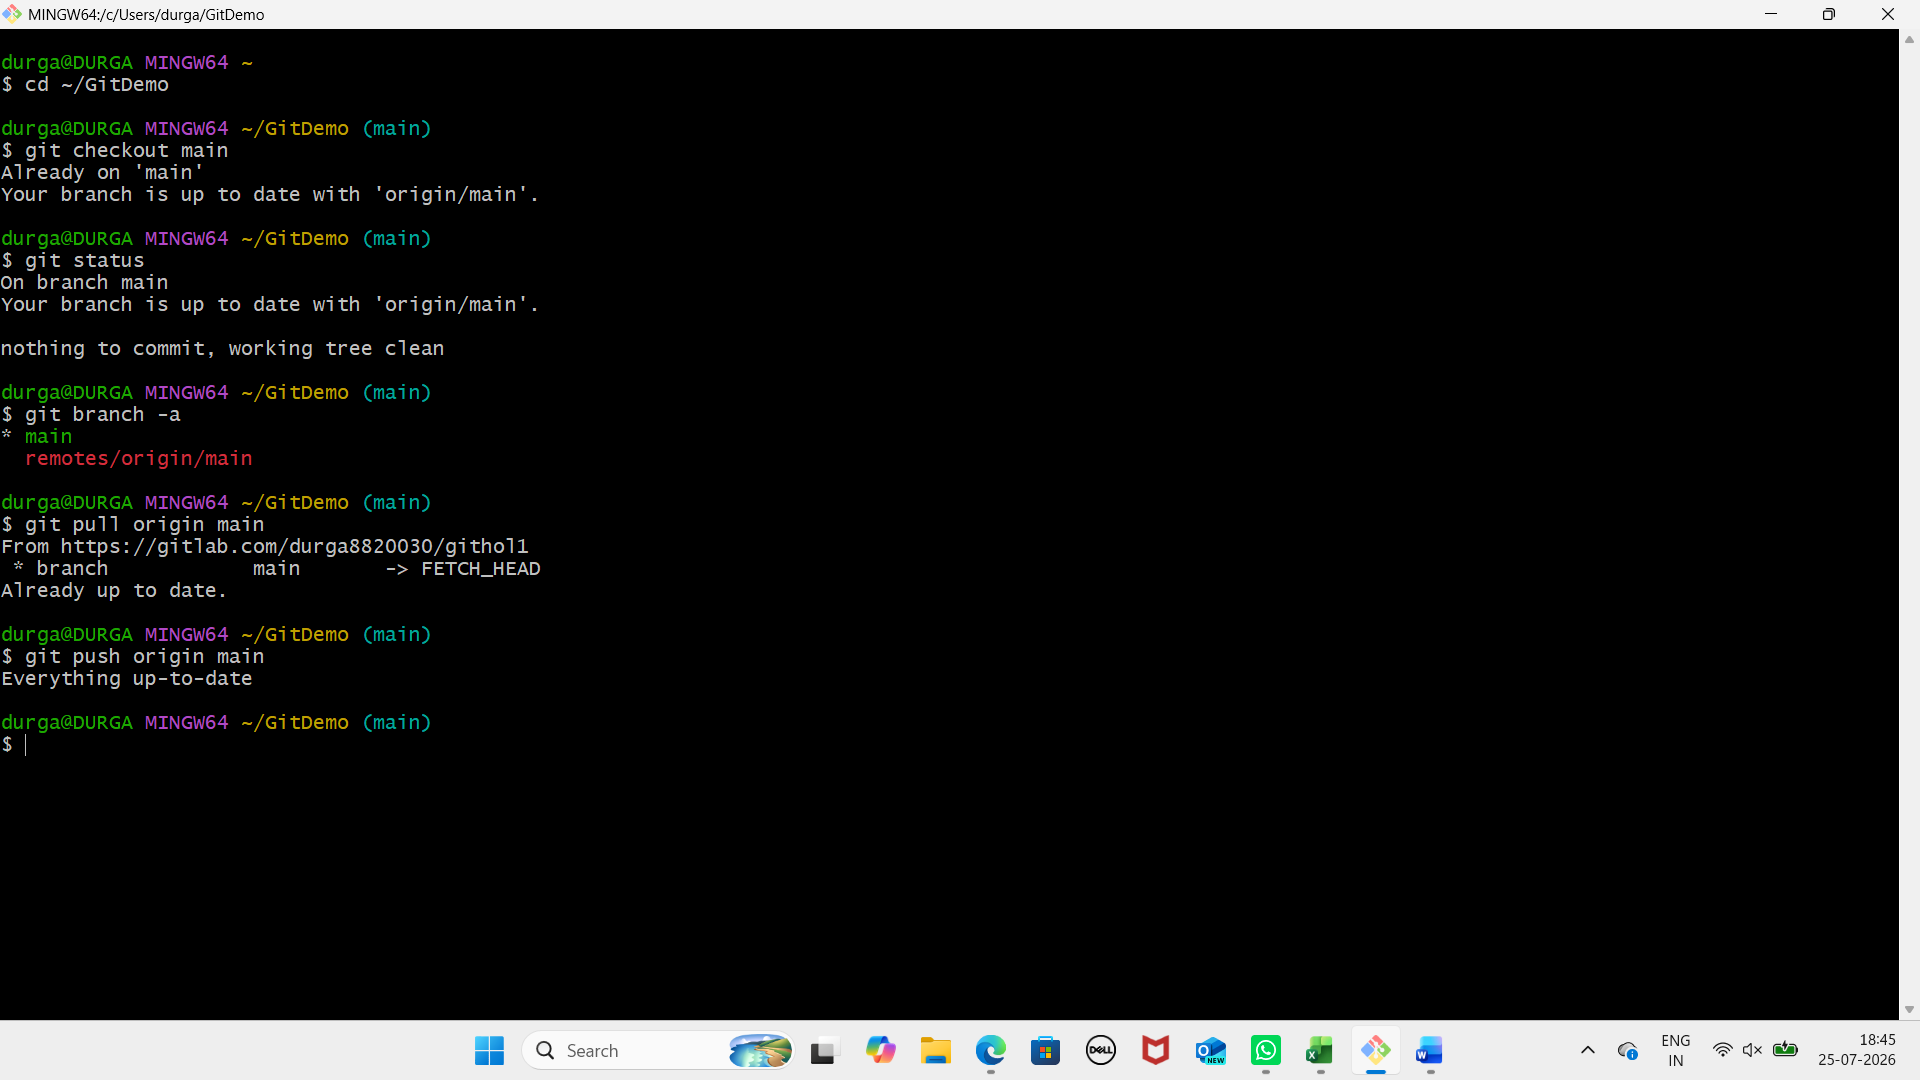 MINGW64:/c/Users/durga/GitDemo
durga@DURGA MINGW64 ~
$ cd ~/GitDemo
durga@DURGA MINGW64 ~/GitDemo (main)
$ git checkout main
Already on 'main'
Your branch is up to date with 'origin/main'.
durga@DURGA MINGW64 ~/GitDemo (main)
$ git status
On branch main
Your branch is up to date with 'origin/main'.
nothing to commit, working tree clean
durga@DURGA MINGW64 ~/GitDemo (main)
$ git branch -a
* main
  remotes/origin/main
durga@DURGA MINGW64 ~/GitDemo (main)
$ git pull origin main
From https://gitlab.com/durga8820030/githol1
 * branch            main       -> FETCH_HEAD
Already up to date.
durga@DURGA MINGW64 ~/GitDemo (main)
$ git push origin main
Everything up-to-date
durga@DURGA MINGW64 ~/GitDemo (main)
$
Search
DELL
NEW
ENG
IN
18:45
25-07-2026